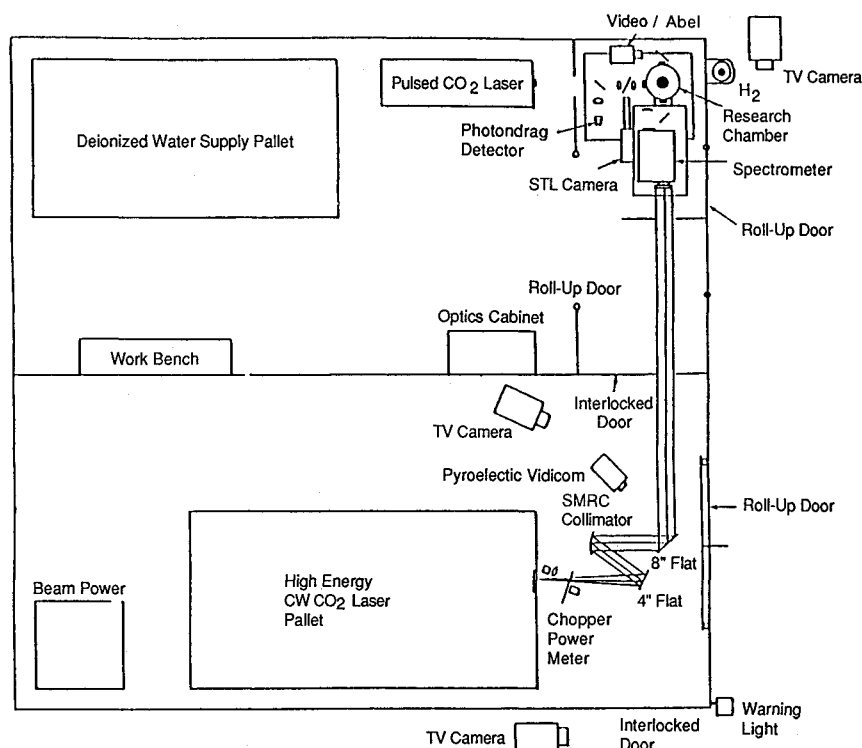 Video / Abel
TV Camera
H2
Pulsed CO2 Laser
Research
Chamber
Deionized Water Supply Pallet
Photondrag
Detector
Spectrometer
STL Camera
Roll-Up Door
Roll-Up Door
Optics Cabinet
Work Bench
Interlocked
Door
TV Camera
Pyroelectic Vidicom
SMRC
Collimator
Roll-Up Door
8" Flat
Beam Power
High Energy
CW CO2 Laser
Pallet
4" Flat
Chopper
Power
Meter
Warning
Light
TV Camera
Interlocked
Door